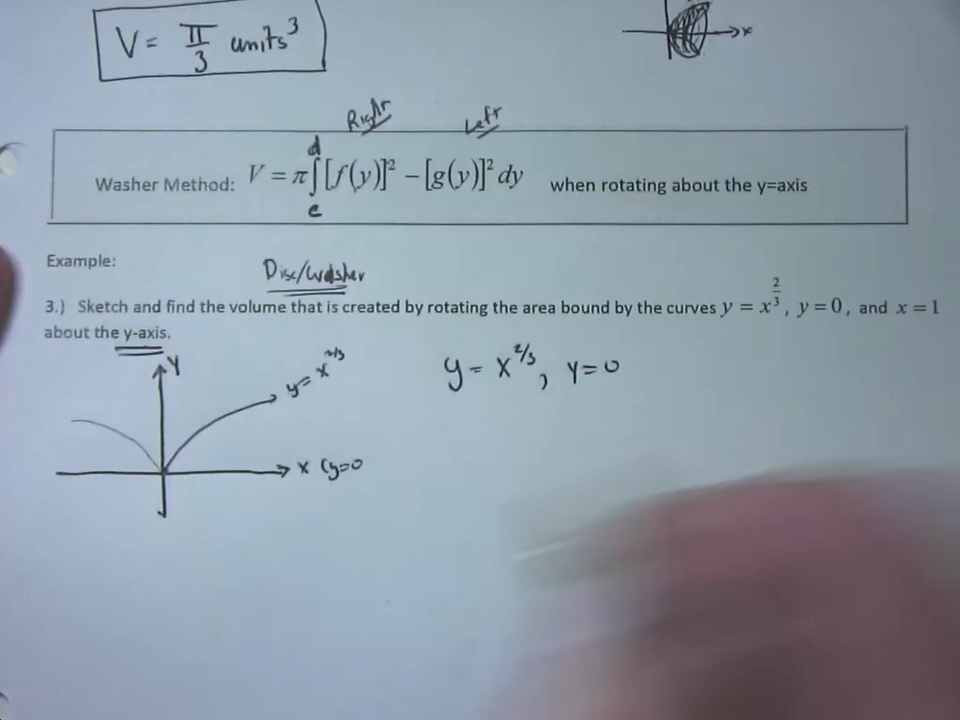 V = π/3 units³
x
Right Left
Washer Method: V = π∫[f(y)]² − [g(y)]² dy when rotating about the y=axis
d
c
Example:
Disc/Washer
3.) Sketch and find the volume that is created by rotating the area bound by the curves y = x^(2/3), y = 0, and x = 1
about the y-axis.
Y
y = x^(2/3)
x (y=0
y = x^(2/3), y = 0